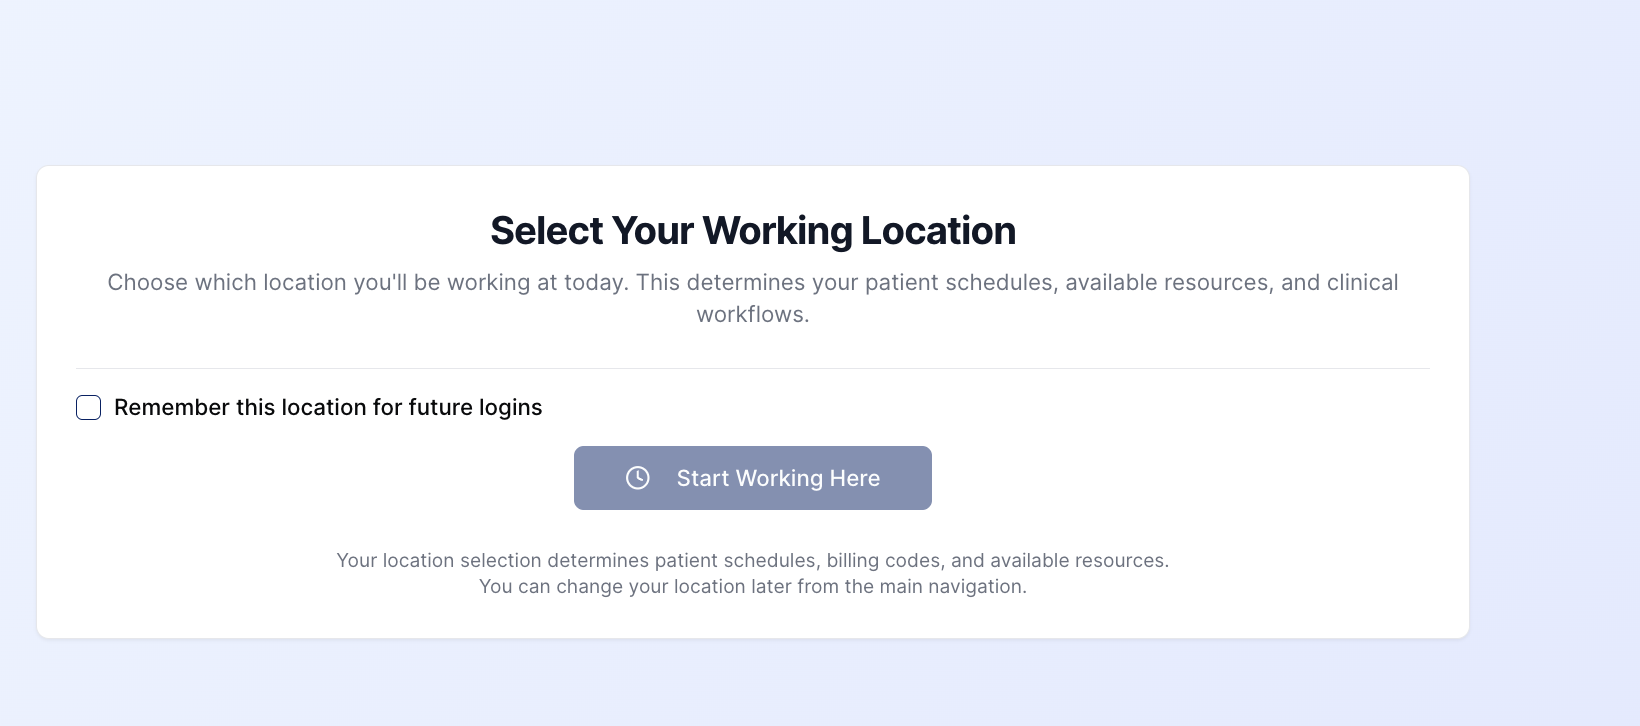 Select Your Working Location
Choose which location you'll be working at today. This determines your patient schedules, available resources, and clinical
workflows.
Remember this location for future logins
Start Working Here
Your location selection determines patient schedules, billing codes, and available resources.
You can change your location later from the main navigation.